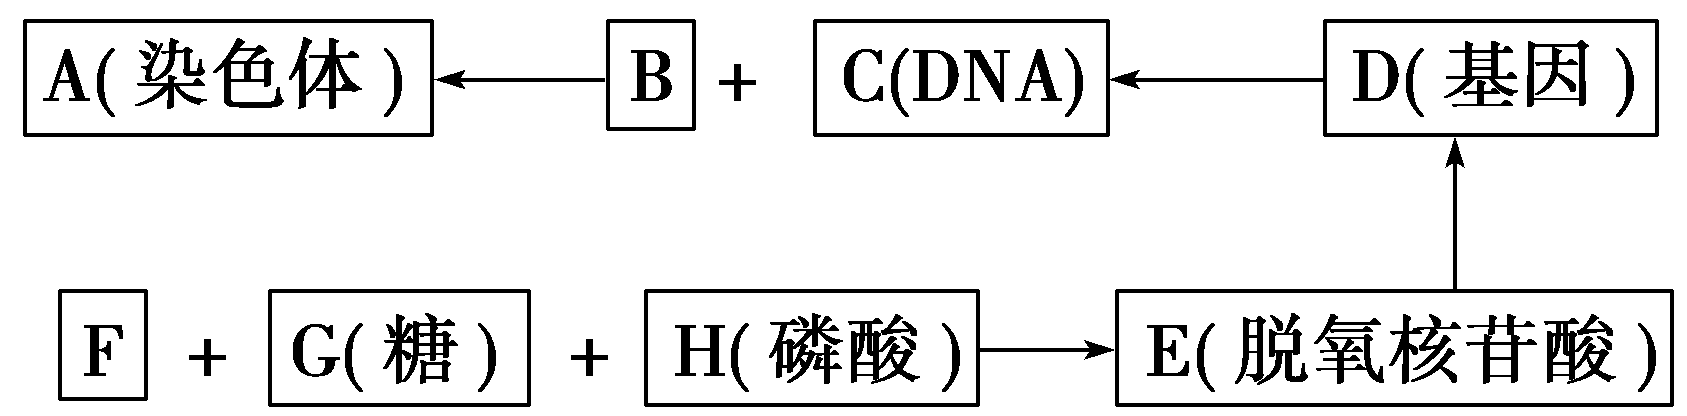 A(染色体) B + C(DNA) D(基因)
F + G(糖) + H(磷酸) E(脱氧核苷酸)